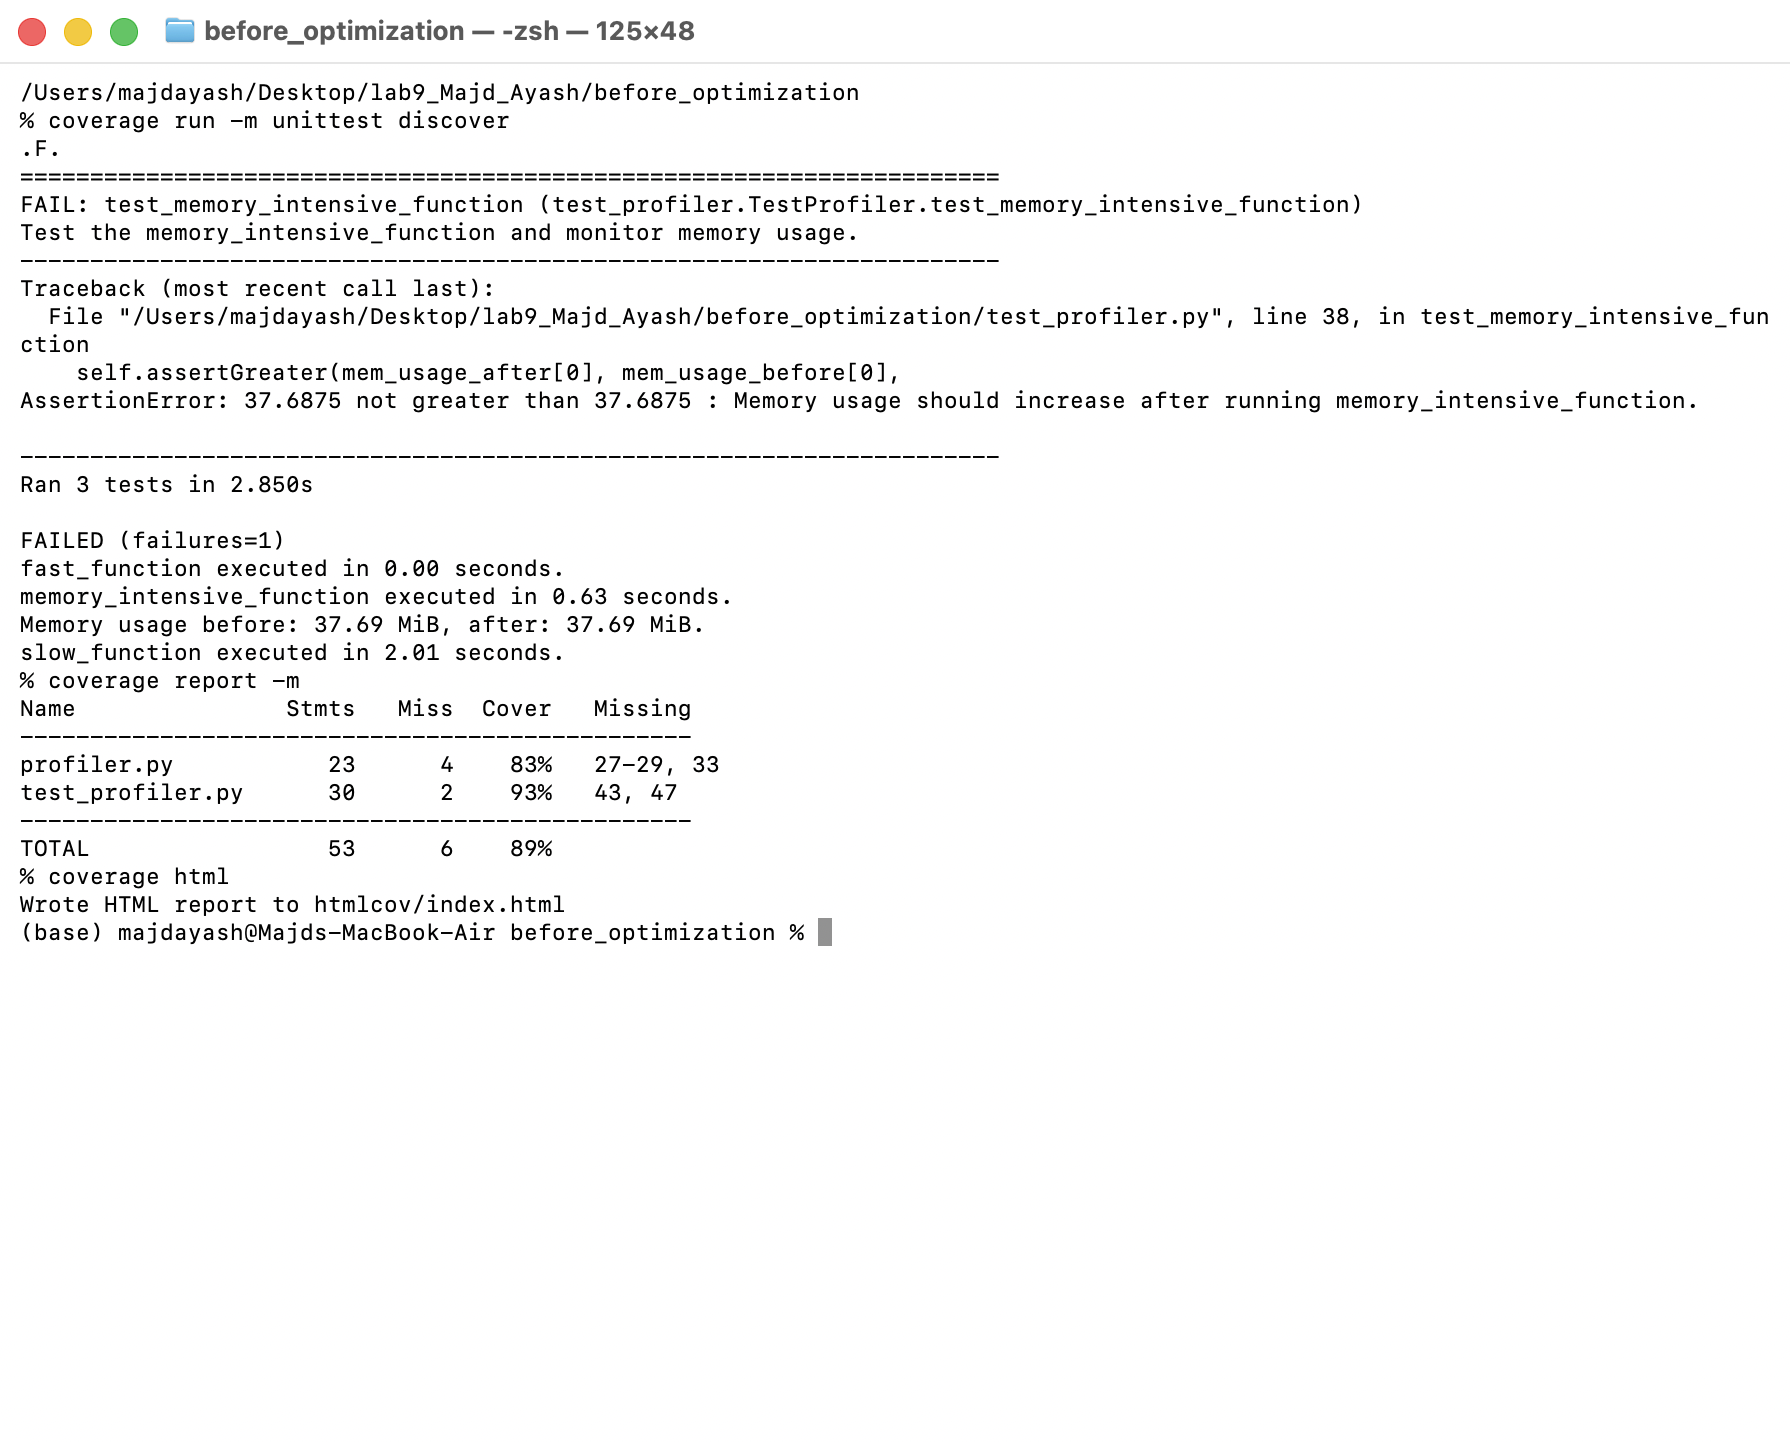 before_optimization — -zsh — 125×48
/Users/majdayash/Desktop/lab9_Majd_Ayash/before_optimization
% coverage run -m unittest discover
.F.
======================================================================
FAIL: test_memory_intensive_function (test_profiler.TestProfiler.test_memory_intensive_function)
Test the memory_intensive_function and monitor memory usage.
----------------------------------------------------------------------
Traceback (most recent call last):
  File "/Users/majdayash/Desktop/lab9_Majd_Ayash/before_optimization/test_profiler.py", line 38, in test_memory_intensive_fun
ction
    self.assertGreater(mem_usage_after[0], mem_usage_before[0],
AssertionError: 37.6875 not greater than 37.6875 : Memory usage should increase after running memory_intensive_function.

----------------------------------------------------------------------
Ran 3 tests in 2.850s

FAILED (failures=1)
fast_function executed in 0.00 seconds.
memory_intensive_function executed in 0.63 seconds.
Memory usage before: 37.69 MiB, after: 37.69 MiB.
slow_function executed in 2.01 seconds.
% coverage report -m
Name               Stmts   Miss  Cover   Missing
------------------------------------------------
profiler.py           23      4    83%   27-29, 33
test_profiler.py      30      2    93%   43, 47
------------------------------------------------
TOTAL                 53      6    89%
% coverage html
Wrote HTML report to htmlcov/index.html
(base) majdayash@Majds-MacBook-Air before_optimization %